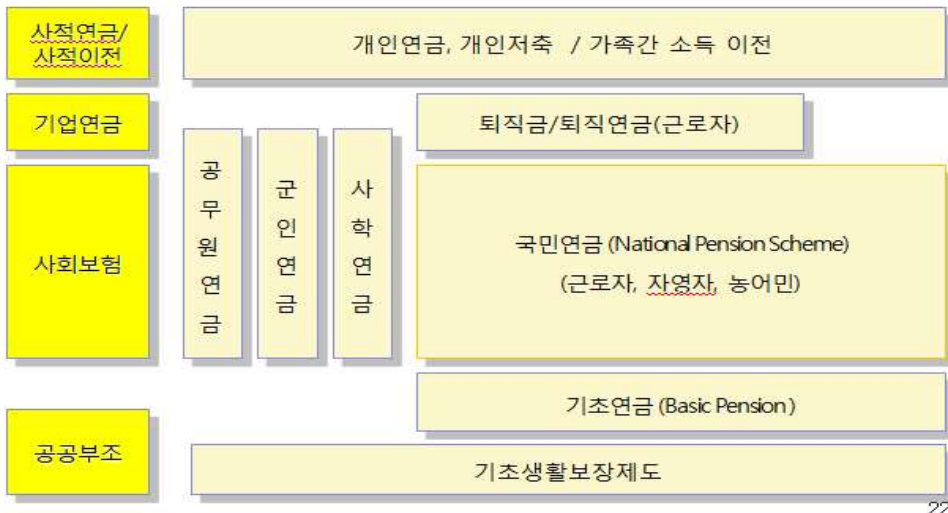 사적연금/
사적이전
개인연금, 개인저축 / 가족간 소득 이전
기업연금
퇴직금/퇴직연금(근로자)
공
무
원
연
금
군
인
연
금
사
학
연
금
사회보험
국민연금 (National Pension Scheme)
(근로자, 자영자, 농어민)
기초연금 (Basic Pension )
공공부조
기초생활보장제도
22